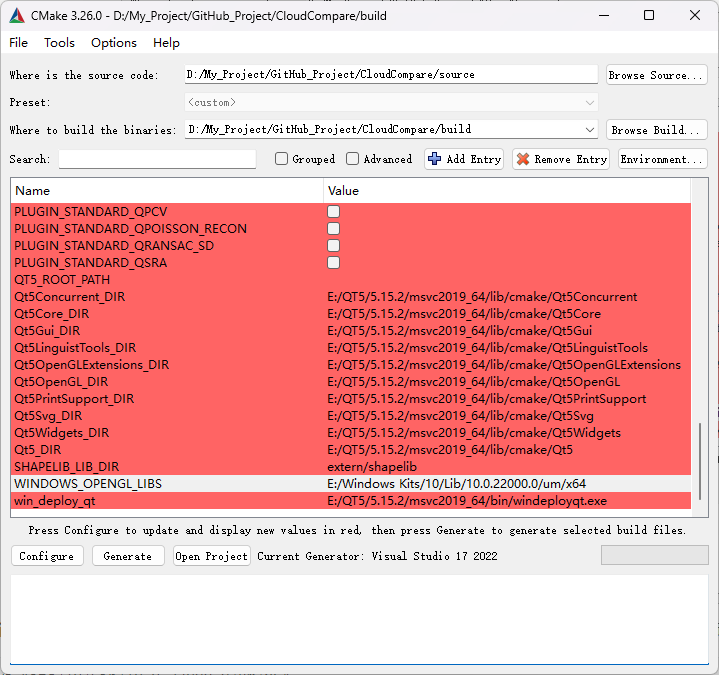 CMake 3.26.0 - D:/My_Project/GitHub_Project/CloudCompare/build
File Tools Options Help
Where is the source code: D:/My_Project/GitHub_Project/CloudCompare/source Browse Source...
Preset: <custom>
Where to build the binaries: D:/My_Project/GitHub_Project/CloudCompare/build Browse Build...
Search: Grouped Advanced Add Entry Remove Entry Environment...
Name Value
PLUGIN_STANDARD_QPCV
PLUGIN_STANDARD_QPOISSON_RECON
PLUGIN_STANDARD_QRANSAC_SD
PLUGIN_STANDARD_QSRA
QT5_ROOT_PATH
Qt5Concurrent_DIR E:/QT5/5.15.2/msvc2019_64/lib/cmake/Qt5Concurrent
Qt5Core_DIR E:/QT5/5.15.2/msvc2019_64/lib/cmake/Qt5Core
Qt5Gui_DIR E:/QT5/5.15.2/msvc2019_64/lib/cmake/Qt5Gui
Qt5LinguistTools_DIR E:/QT5/5.15.2/msvc2019_64/lib/cmake/Qt5LinguistTools
Qt5OpenGLExtensions_DIR E:/QT5/5.15.2/msvc2019_64/lib/cmake/Qt5OpenGLExtensions
Qt5OpenGL_DIR E:/QT5/5.15.2/msvc2019_64/lib/cmake/Qt5OpenGL
Qt5PrintSupport_DIR E:/QT5/5.15.2/msvc2019_64/lib/cmake/Qt5PrintSupport
Qt5Svg_DIR E:/QT5/5.15.2/msvc2019_64/lib/cmake/Qt5Svg
Qt5Widgets_DIR E:/QT5/5.15.2/msvc2019_64/lib/cmake/Qt5Widgets
Qt5_DIR E:/QT5/5.15.2/msvc2019_64/lib/cmake/Qt5
SHAPELIB_LIB_DIR extern/shapelib
WINDOWS_OPENGL_LIBS E:/Windows Kits/10/Lib/10.0.22000.0/um/x64
win_deploy_qt E:/QT5/5.15.2/msvc2019_64/bin/windeployqt.exe
Press Configure to update and display new values in red, then press Generate to generate selected build files.
Configure Generate Open Project Current Generator: Visual Studio 17 2022